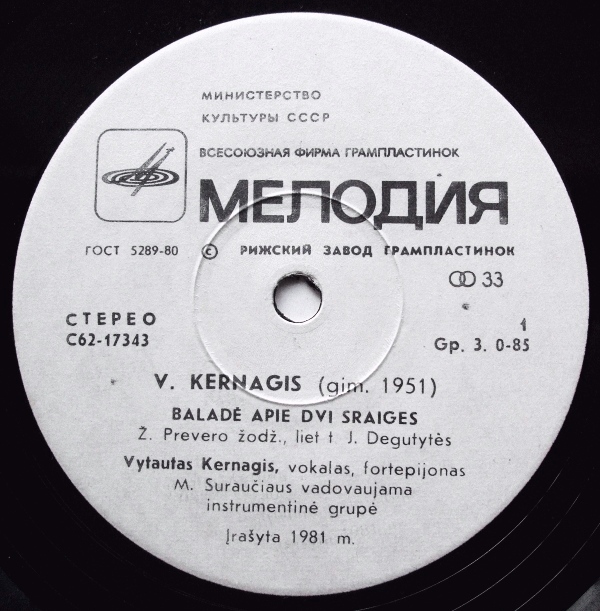 МИНИСТЕРСТВО
КУЛЬТУРЫ СССР
ВСЕСОЮЗНАЯ ФИРМА ГРАМПЛАСТИНОК
МЕЛОДИЯ
ГОСТ 5289-80 © РИЖСКИЙ ЗАВОД ГРАМПЛАСТИНОК
33
СТЕРЕО 1
С62-17343 Gp. 3. 0-85
V. KERNAGIS (gim. 1951)
BALADĖ APIE DVI SRAIGES
Ž. Prevero žodž., liet t J. Degutytės
Vytautas Kernagis, vokalas, fortepijonas
M. Suraučiaus vadovaujama
instrumentinė grupė
Įrašyta 1981 m.